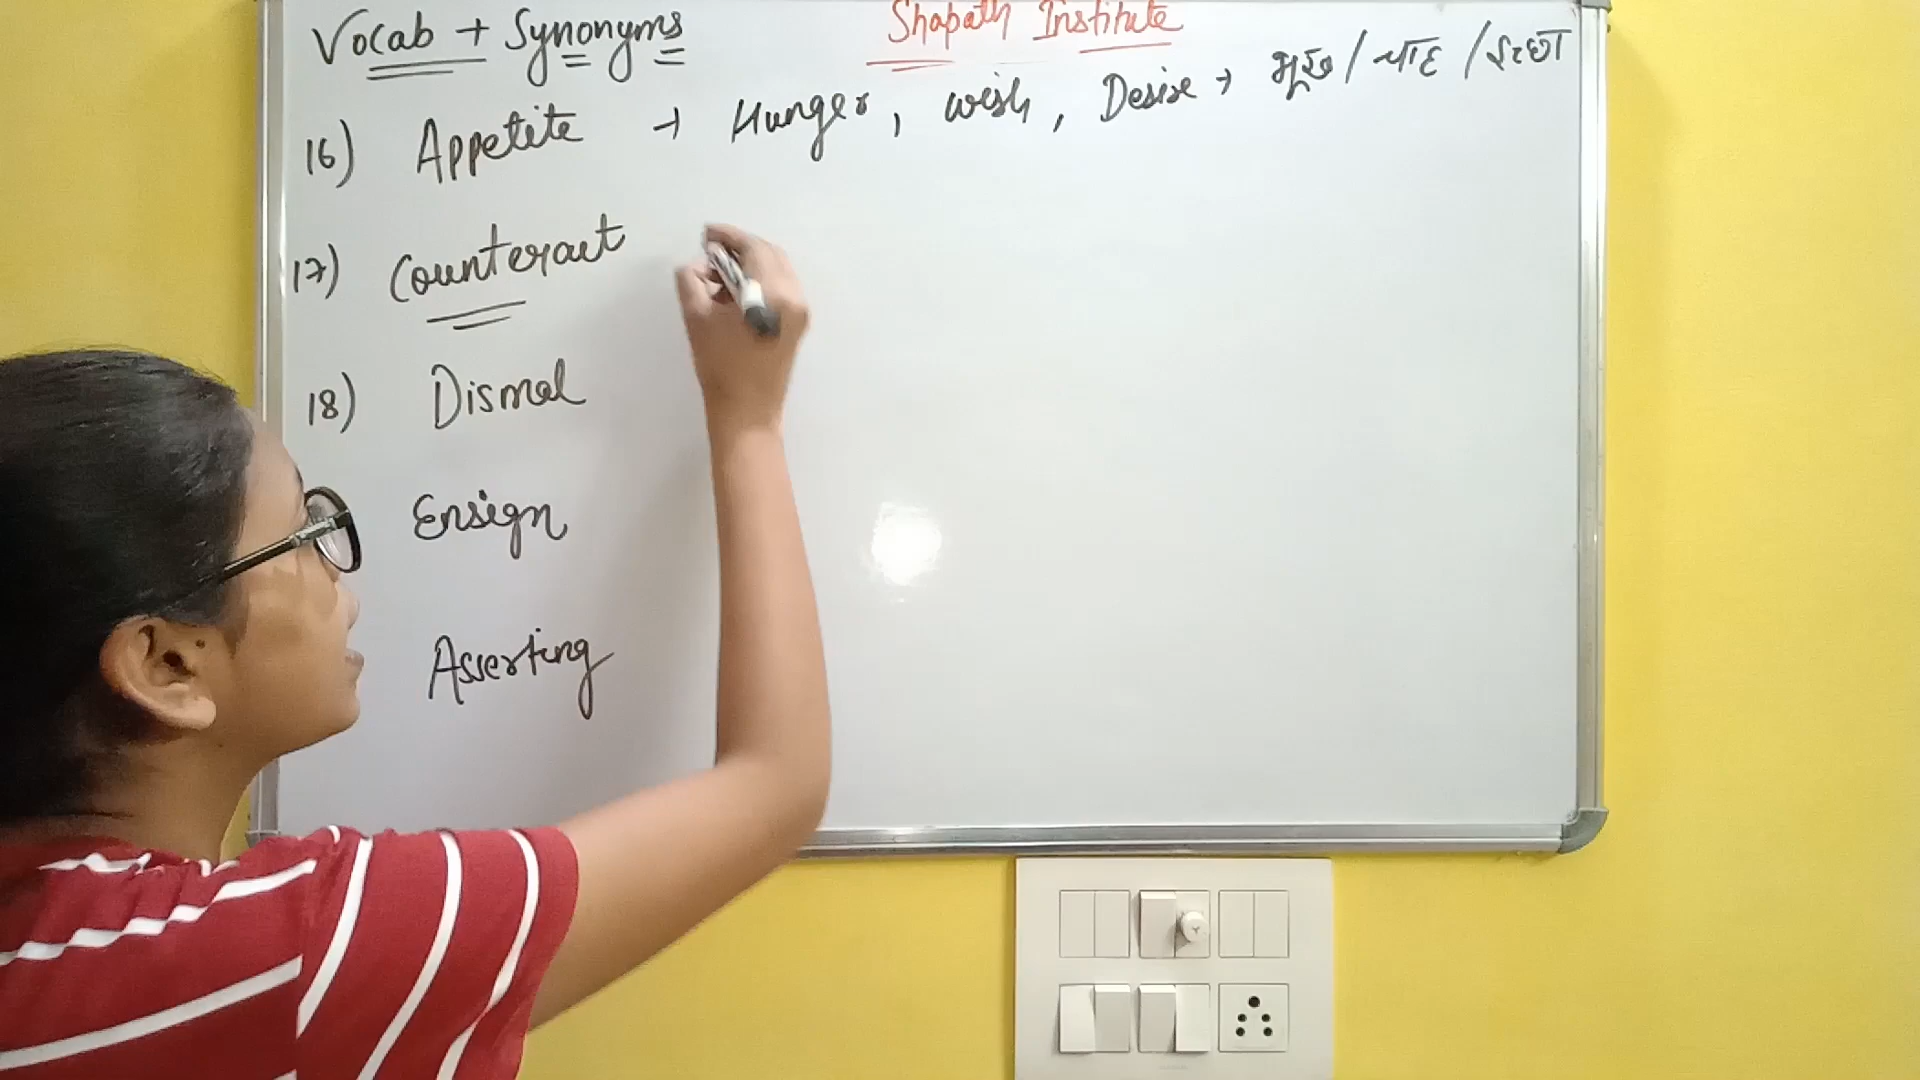 Vocab + Synonyms
Shapath Institute
16) Appetite → Hunger, wish, Desire → भूख / चाह / इच्छा
17) Counteract
18) Dismal
Ensign
Asserting